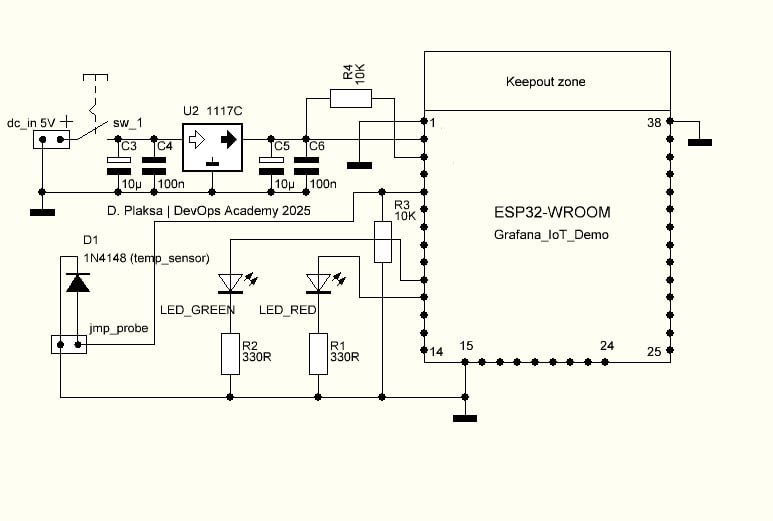 Keepout zone
R4
10K
U2 1117C
dc_in 5V +
sw_1
1
38
C3
C4
C5
C6
10µ
100n
10µ
100n
D. Plaksa | DevOps Academy 2025
R3
10K
ESP32-WROOM
Grafana_IoT_Demo
D1
1N4148 (temp_sensor)
LED_GREEN
LED_RED
jmp_probe
R2
330R
R1
330R
14
15
24
25